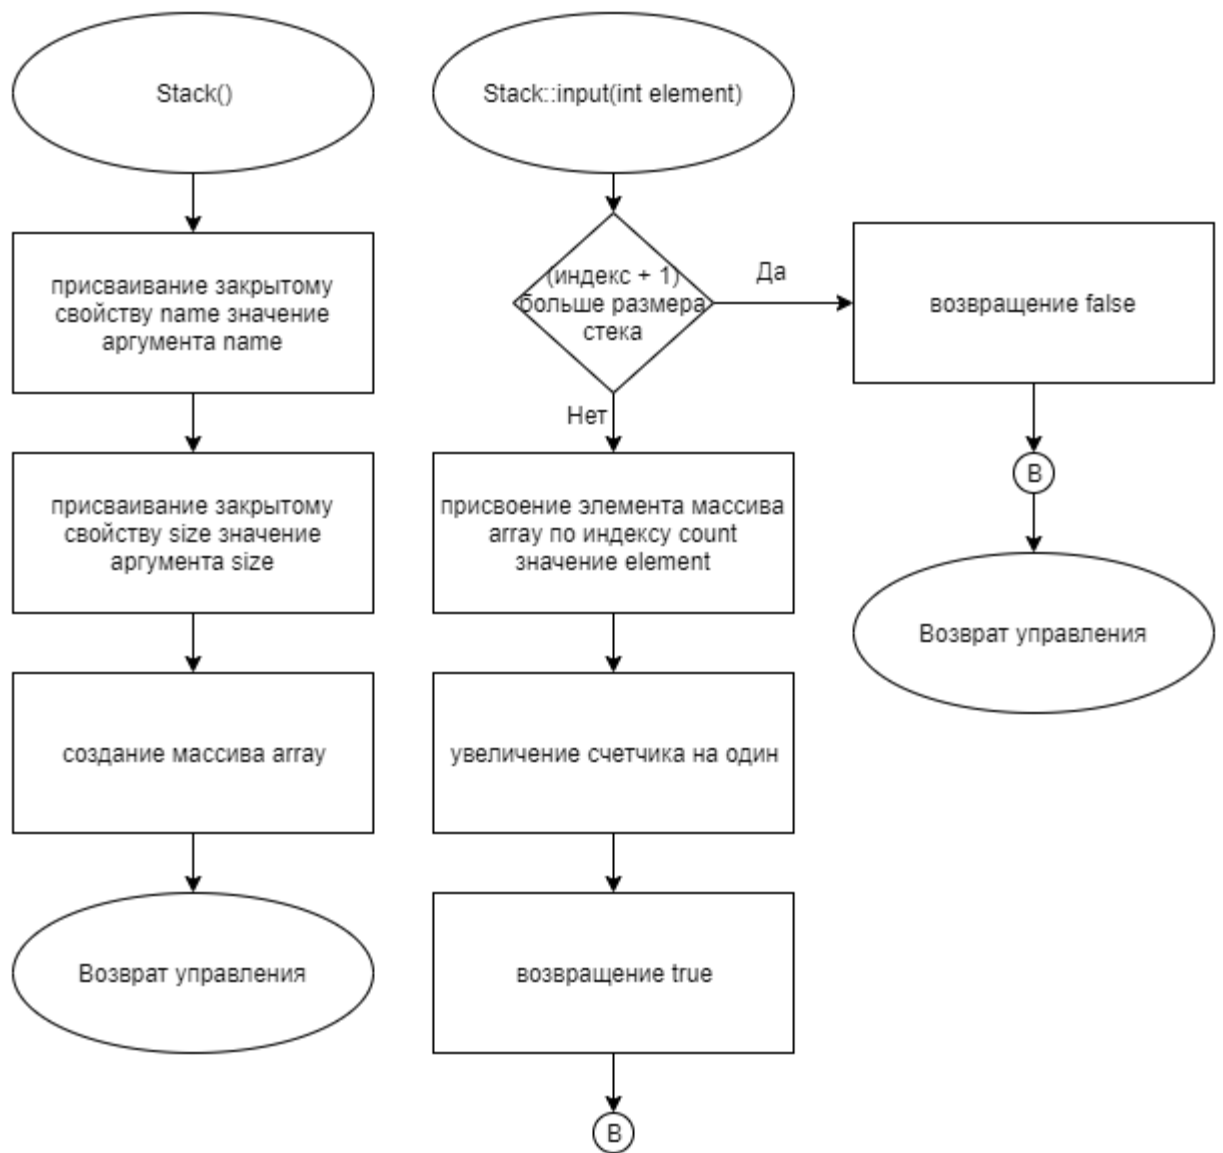 Stack()
присваивание закрытому
свойству name значение
аргумента name
присваивание закрытому
свойству size значение
аргумента size
создание массива array
Возврат управления
Stack::input(int element)
(индекс + 1)
больше размера
стека
Да
возвращение false
В
Возврат управления
Нет
присвоение элемента массива
array по индексу count
значение element
увеличение счетчика на один
возвращение true
В